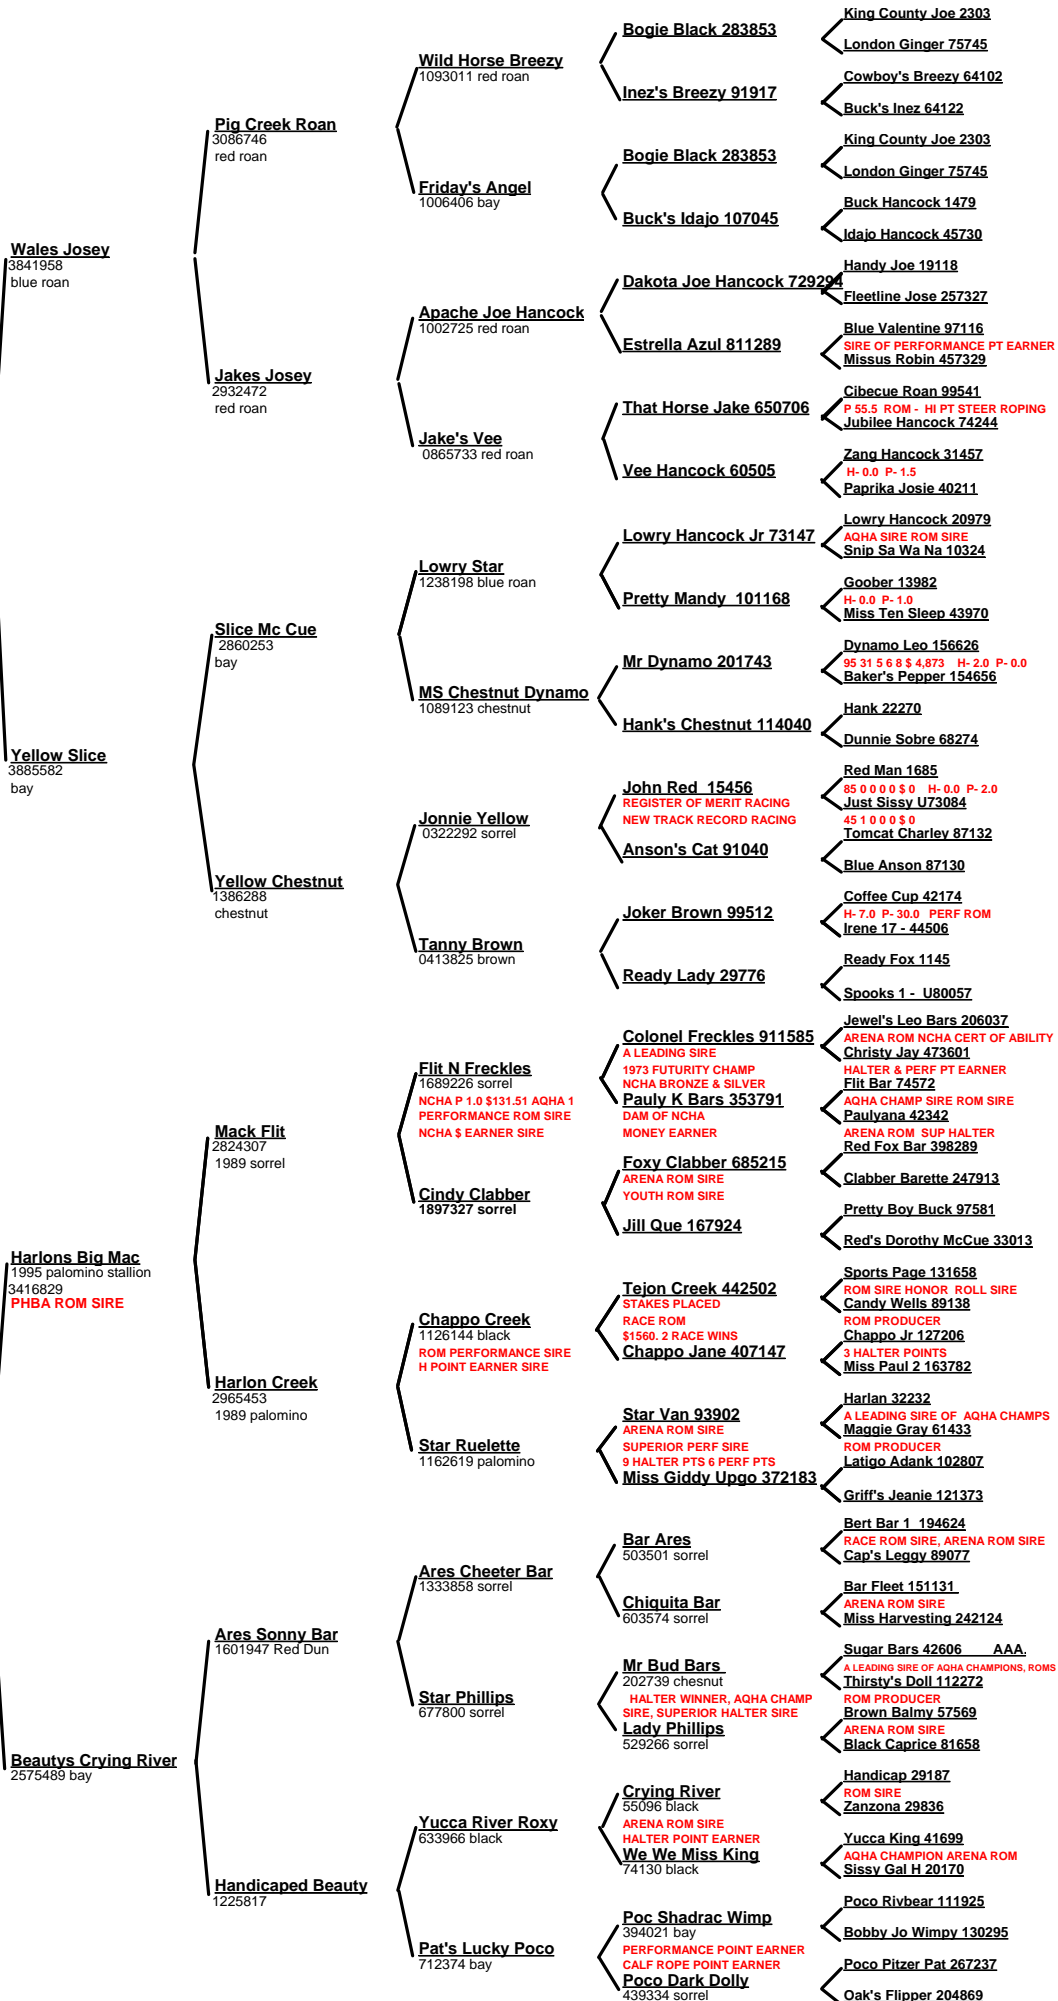 Wales Josey
3841958
blue roan
Yellow Slice
3885582
bay
Harlons Big Mac
1995 palomino stallion
3416829
PHBA ROM SIRE
Beautys Crying River
2575489 bay
Pig Creek Roan
3086746
red roan
Jakes Josey
2932472
red roan
Slice Mc Cue
2860253
bay
Yellow Chestnut
1386288
chestnut
Mack Flit
2824307
1989 sorrel
Harlon Creek
2965453
1989 palomino
Ares Sonny Bar
1601947 Red Dun
Handicaped Beauty
1225817
Wild Horse Breezy
1093011 red roan
Friday's Angel
1006406 bay
Apache Joe Hancock
1002725 red roan
Jake's Vee
0865733 red roan
Lowry Star
1238198 blue roan
MS Chestnut Dynamo
1089123 chestnut
Jonnie Yellow
0322292 sorrel
Tanny Brown
0413825 brown
Flit N Freckles
1689226 sorrel
NCHA P 1.0 $131.51 AQHA 1
PERFORMANCE ROM SIRE
NCHA $ EARNER SIRE
Cindy Clabber
1897327 sorrel
Chappo Creek
1126144 black
ROM PERFORMANCE SIRE
H POINT EARNER SIRE
Star Ruelette
1162619 palomino
Ares Cheeter Bar
1333858 sorrel
Star Phillips
677800 sorrel
Yucca River Roxy
633966 black
Pat's Lucky Poco
712374 bay
Bogie Black 283853
Inez's Breezy 91917
Bogie Black 283853
Buck's Idajo 107045
Dakota Joe Hancock 729294
Estrella Azul 811289
That Horse Jake 650706
Vee Hancock 60505
Lowry Hancock Jr 73147
Pretty Mandy 101168
Mr Dynamo 201743
Hank's Chestnut 114040
John Red 15456
REGISTER OF MERIT RACING
NEW TRACK RECORD RACING
Anson's Cat 91040
Joker Brown 99512
Ready Lady 29776
Colonel Freckles 911585
A LEADING SIRE
1973 FUTURITY CHAMP
NCHA BRONZE & SILVER
Pauly K Bars 353791
DAM OF NCHA
MONEY EARNER
Foxy Clabber 685215
ARENA ROM SIRE
YOUTH ROM SIRE
Jill Que 167924
Tejon Creek 442502
STAKES PLACED
RACE ROM
$1560. 2 RACE WINS
Chappo Jane 407147
Star Van 93902
ARENA ROM SIRE
SUPERIOR PERF SIRE
9 HALTER PTS 6 PERF PTS
Miss Giddy Upgo 372183
Bar Ares
503501 sorrel
Chiquita Bar
603574 sorrel
Mr Bud Bars
202739 chesnut
HALTER WINNER, AQHA CHAMP
SIRE, SUPERIOR HALTER SIRE
Lady Phillips
529266 sorrel
Crying River
55096 black
ARENA ROM SIRE
HALTER POINT EARNER
We We Miss King
74130 black
Poc Shadrac Wimp
394021 bay
PERFORMANCE POINT EARNER
CALF ROPE POINT EARNER
Poco Dark Dolly
439334 sorrel
King County Joe 2303
London Ginger 75745
Cowboy's Breezy 64102
Buck's Inez 64122
King County Joe 2303
London Ginger 75745
Buck Hancock 1479
Idajo Hancock 45730
Handy Joe 19118
Fleetline Jose 257327
Blue Valentine 97116
SIRE OF PERFORMANCE PT EARNER
Missus Robin 457329
Cibecue Roan 99541
P 55.5 ROM - HI PT STEER ROPING
Jubilee Hancock 74244
Zang Hancock 31457
H- 0.0 P- 1.5
Paprika Josie 40211
Lowry Hancock 20979
AQHA SIRE ROM SIRE
Snip Sa Wa Na 10324
Goober 13982
H- 0.0 P- 1.0
Miss Ten Sleep 43970
Dynamo Leo 156626
95 31 5 6 8 $ 4,873 H- 2.0 P- 0.0
Baker's Pepper 154656
Hank 22270
Dunnie Sobre 68274
Red Man 1685
85 0 0 0 0 $ 0 H- 0.0 P- 2.0
Just Sissy U73084
45 1 0 0 0 $ 0
Tomcat Charley 87132
Blue Anson 87130
Coffee Cup 42174
H- 7.0 P- 30.0 PERF ROM
Irene 17 - 44506
Ready Fox 1145
Spooks 1 - U80057
Jewel's Leo Bars 206037
ARENA ROM NCHA CERT OF ABILITY
Christy Jay 473601
HALTER & PERF PT EARNER
Flit Bar 74572
AQHA CHAMP SIRE ROM SIRE
Paulyana 42342
ARENA ROM SUP HALTER
Red Fox Bar 398289
Clabber Barette 247913
Pretty Boy Buck 97581
Red's Dorothy McCue 33013
Sports Page 131658
ROM SIRE HONOR ROLL SIRE
Candy Wells 89138
ROM PRODUCER
Chappo Jr 127206
3 HALTER POINTS
Miss Paul 2 163782
Harlan 32232
A LEADING SIRE OF AQHA CHAMPS
Maggie Gray 61433
ROM PRODUCER
Latigo Adank 102807
Griff's Jeanie 121373
Bert Bar 1 194624
RACE ROM SIRE, ARENA ROM SIRE
Cap's Leggy 89077
Bar Fleet 151131
ARENA ROM SIRE
Miss Harvesting 242124
Sugar Bars 42606 AAA.
A LEADING SIRE OF AQHA CHAMPIONS, ROMS
Thirsty's Doll 112272
ROM PRODUCER
Brown Balmy 57569
ARENA ROM SIRE
Black Caprice 81658
Handicap 29187
ROM SIRE
Zanzona 29836
Yucca King 41699
AQHA CHAMPION ARENA ROM
Sissy Gal H 20170
Poco Rivbear 111925
Bobby Jo Wimpy 130295
Poco Pitzer Pat 267237
Oak's Flipper 204869